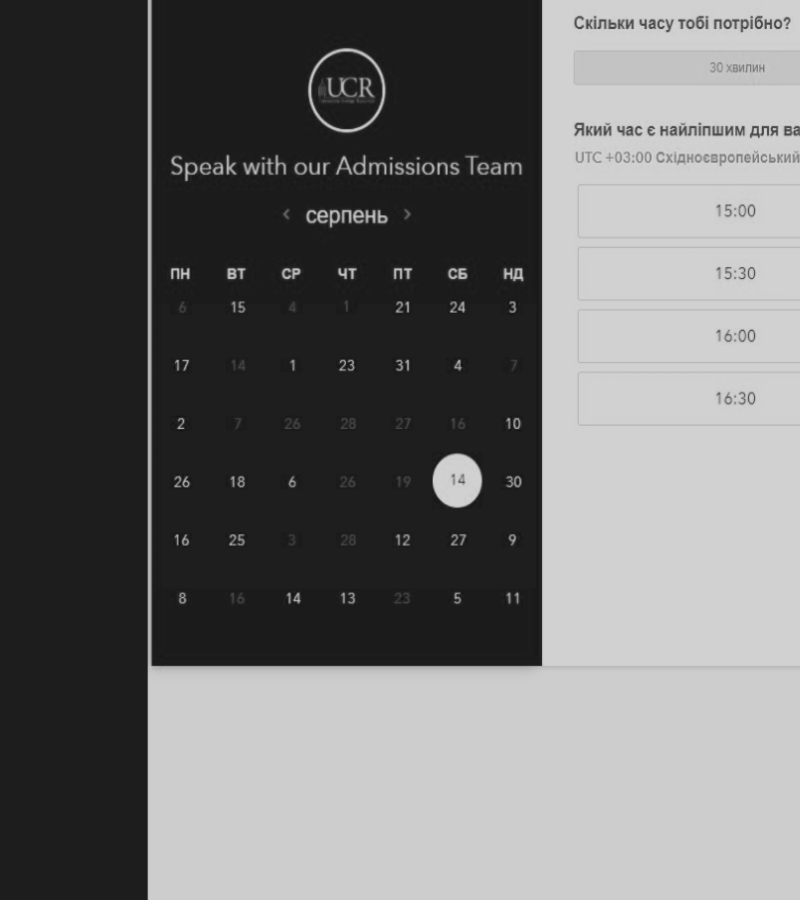 Скільки часу тобі потрібно?
30 хвилин
Який час є найліпшим для ва
UTC +03:00 Східноєвропейський
15:00
15:30
16:00
16:30
UCR
Speak with our Admissions Team
‹ серпень ›
ПН ВТ СР ЧТ ПТ СБ НД
6 15 4 1 21 24 3
17 14 1 23 31 4 7
2 7 26 28 27 16 10
26 18 6 26 19 14 30
16 25 3 28 12 27 9
8 16 14 13 23 5 11